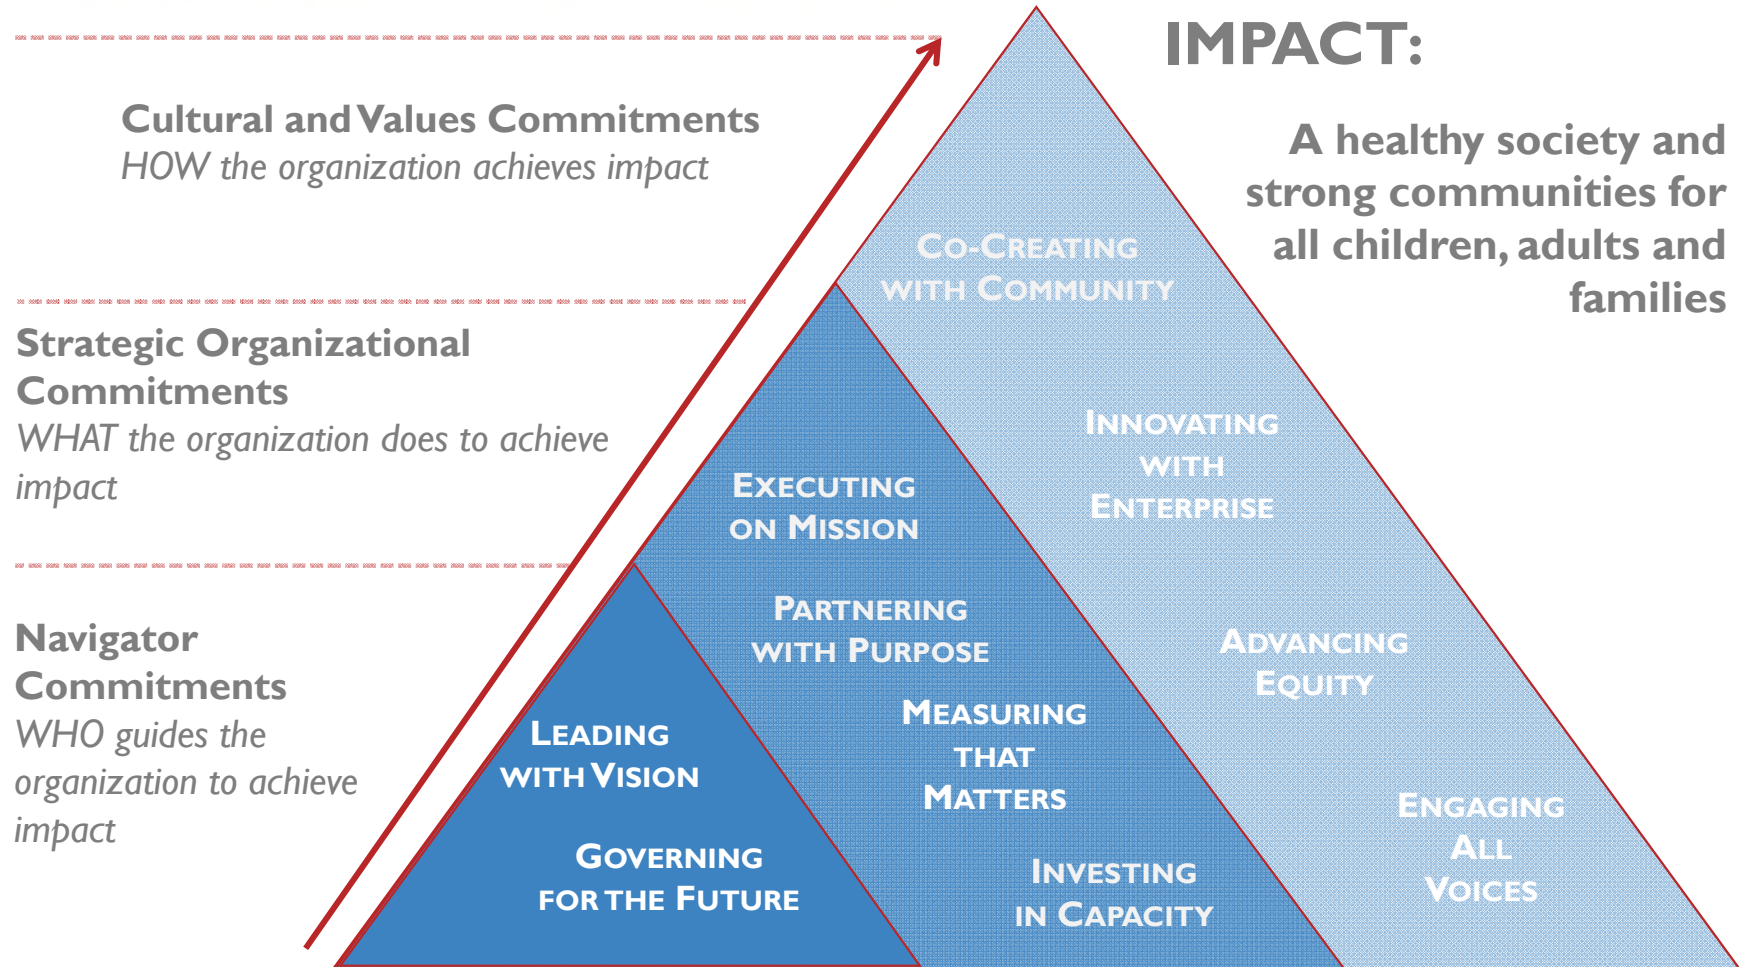 IMPACT:
A healthy society and
strong communities for
all children, adults and
families
Cultural and Values Commitments
HOW the organization achieves impact
Strategic Organizational
Commitments
WHAT the organization does to achieve
impact
Navigator
Commitments
WHO guides the
organization to achieve
impact
CO-CREATING
WITH COMMUNITY
INNOVATING
WITH
ENTERPRISE
ADVANCING
EQUITY
ENGAGING
ALL
VOICES
EXECUTING
ON MISSION
PARTNERING
WITH PURPOSE
MEASURING
THAT
MATTERS
INVESTING
IN CAPACITY
LEADING
WITH VISION
GOVERNING
FOR THE FUTURE